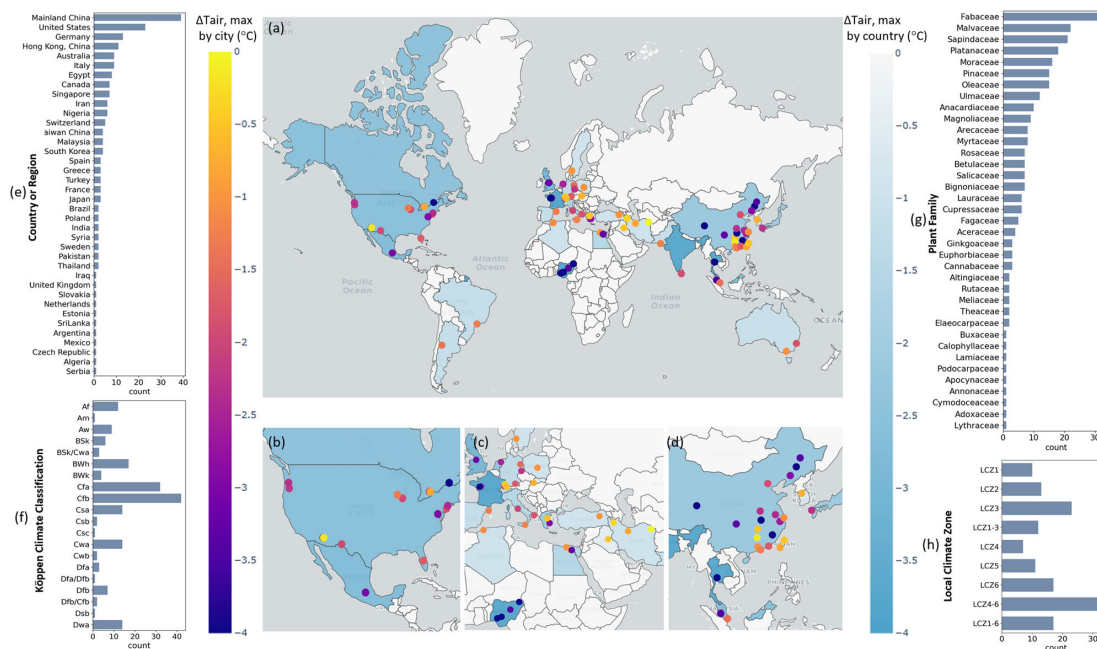 Mainland China
United States
Germany
Hong Kong, China
Australia
Italy
Egypt
Canada
Singapore
Iran
Nigeria
Switzerland
aiwan China
Malaysia
South Korea
Spain
Greece
Turkey
France
Japan
Brazil
Poland
India
Syria
Sweden
Pakistan
Thailand
Iraq
United Kingdom
Slovakia
Netherlands
Estonia
SriLanka
Argentina
Mexico
Czech Republic
Algeria
Serbia
0 10 20 30 40
count
(e)
Country or Region
Af
Am
Aw
BSk
BSk/Cwa
BWh
BWk
Cfa
Cfb
Csa
Csb
Csc
Cwa
Cwb
Dfa
Dfa/Dfb
Dfb
Dfb/Cfb
Dsb
Dwa
0 20 40
count
(f)
Köppen Climate Classification
ΔTair, max
by city (°C)
0
−0.5
−1
−1.5
−2
−2.5
−3
−3.5
−4
(a)
Atlantic
Ocean
Pacific
Ocean
Indian
Ocean
OCEAN
(b)
(c)
(d)
PHILIPPINES
ΔTair, max
by country (°C)
0
−0.5
−1
−1.5
−2
−2.5
−3
−3.5
−4
Fabaceae
Malvaceae
Sapindaceae
Platanaceae
Moraceae
Pinaceae
Oleaceae
Ulmaceae
Anacardiaceae
Magnoliaceae
Arecaceae
Myrtaceae
Rosaceae
Betulaceae
Salicaceae
Bignoniaceae
Lauraceae
Cupressaceae
Fagaceae
Aceraceae
Ginkgoaceae
Euphorbiaceae
Cannabaceae
Altingiaceae
Rutaceae
Meliaceae
Theaceae
Elaeocarpaceae
Buxaceae
Calophyllaceae
Lamiaceae
Podocarpaceae
Apocynaceae
Annonaceae
Cymodoceaceae
Adoxaceae
Lythraceae
0 10 20 30
count
(g)
Plant Family
LCZ1
LCZ2
LCZ3
LCZ1-3
LCZ4
LCZ5
LCZ6
LCZ4-6
LCZ1-6
0 10 20 30
count
(h)
Local Climate Zone